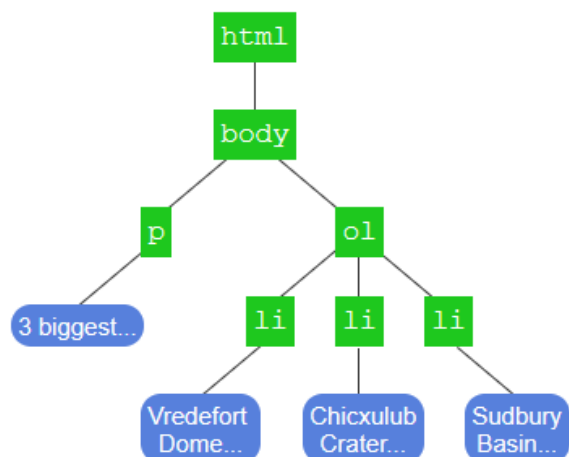 html
body
p
ol
3 biggest...
li
li
li
Vredefort
Dome...
Chicxulub
Crater...
Sudbury
Basin...